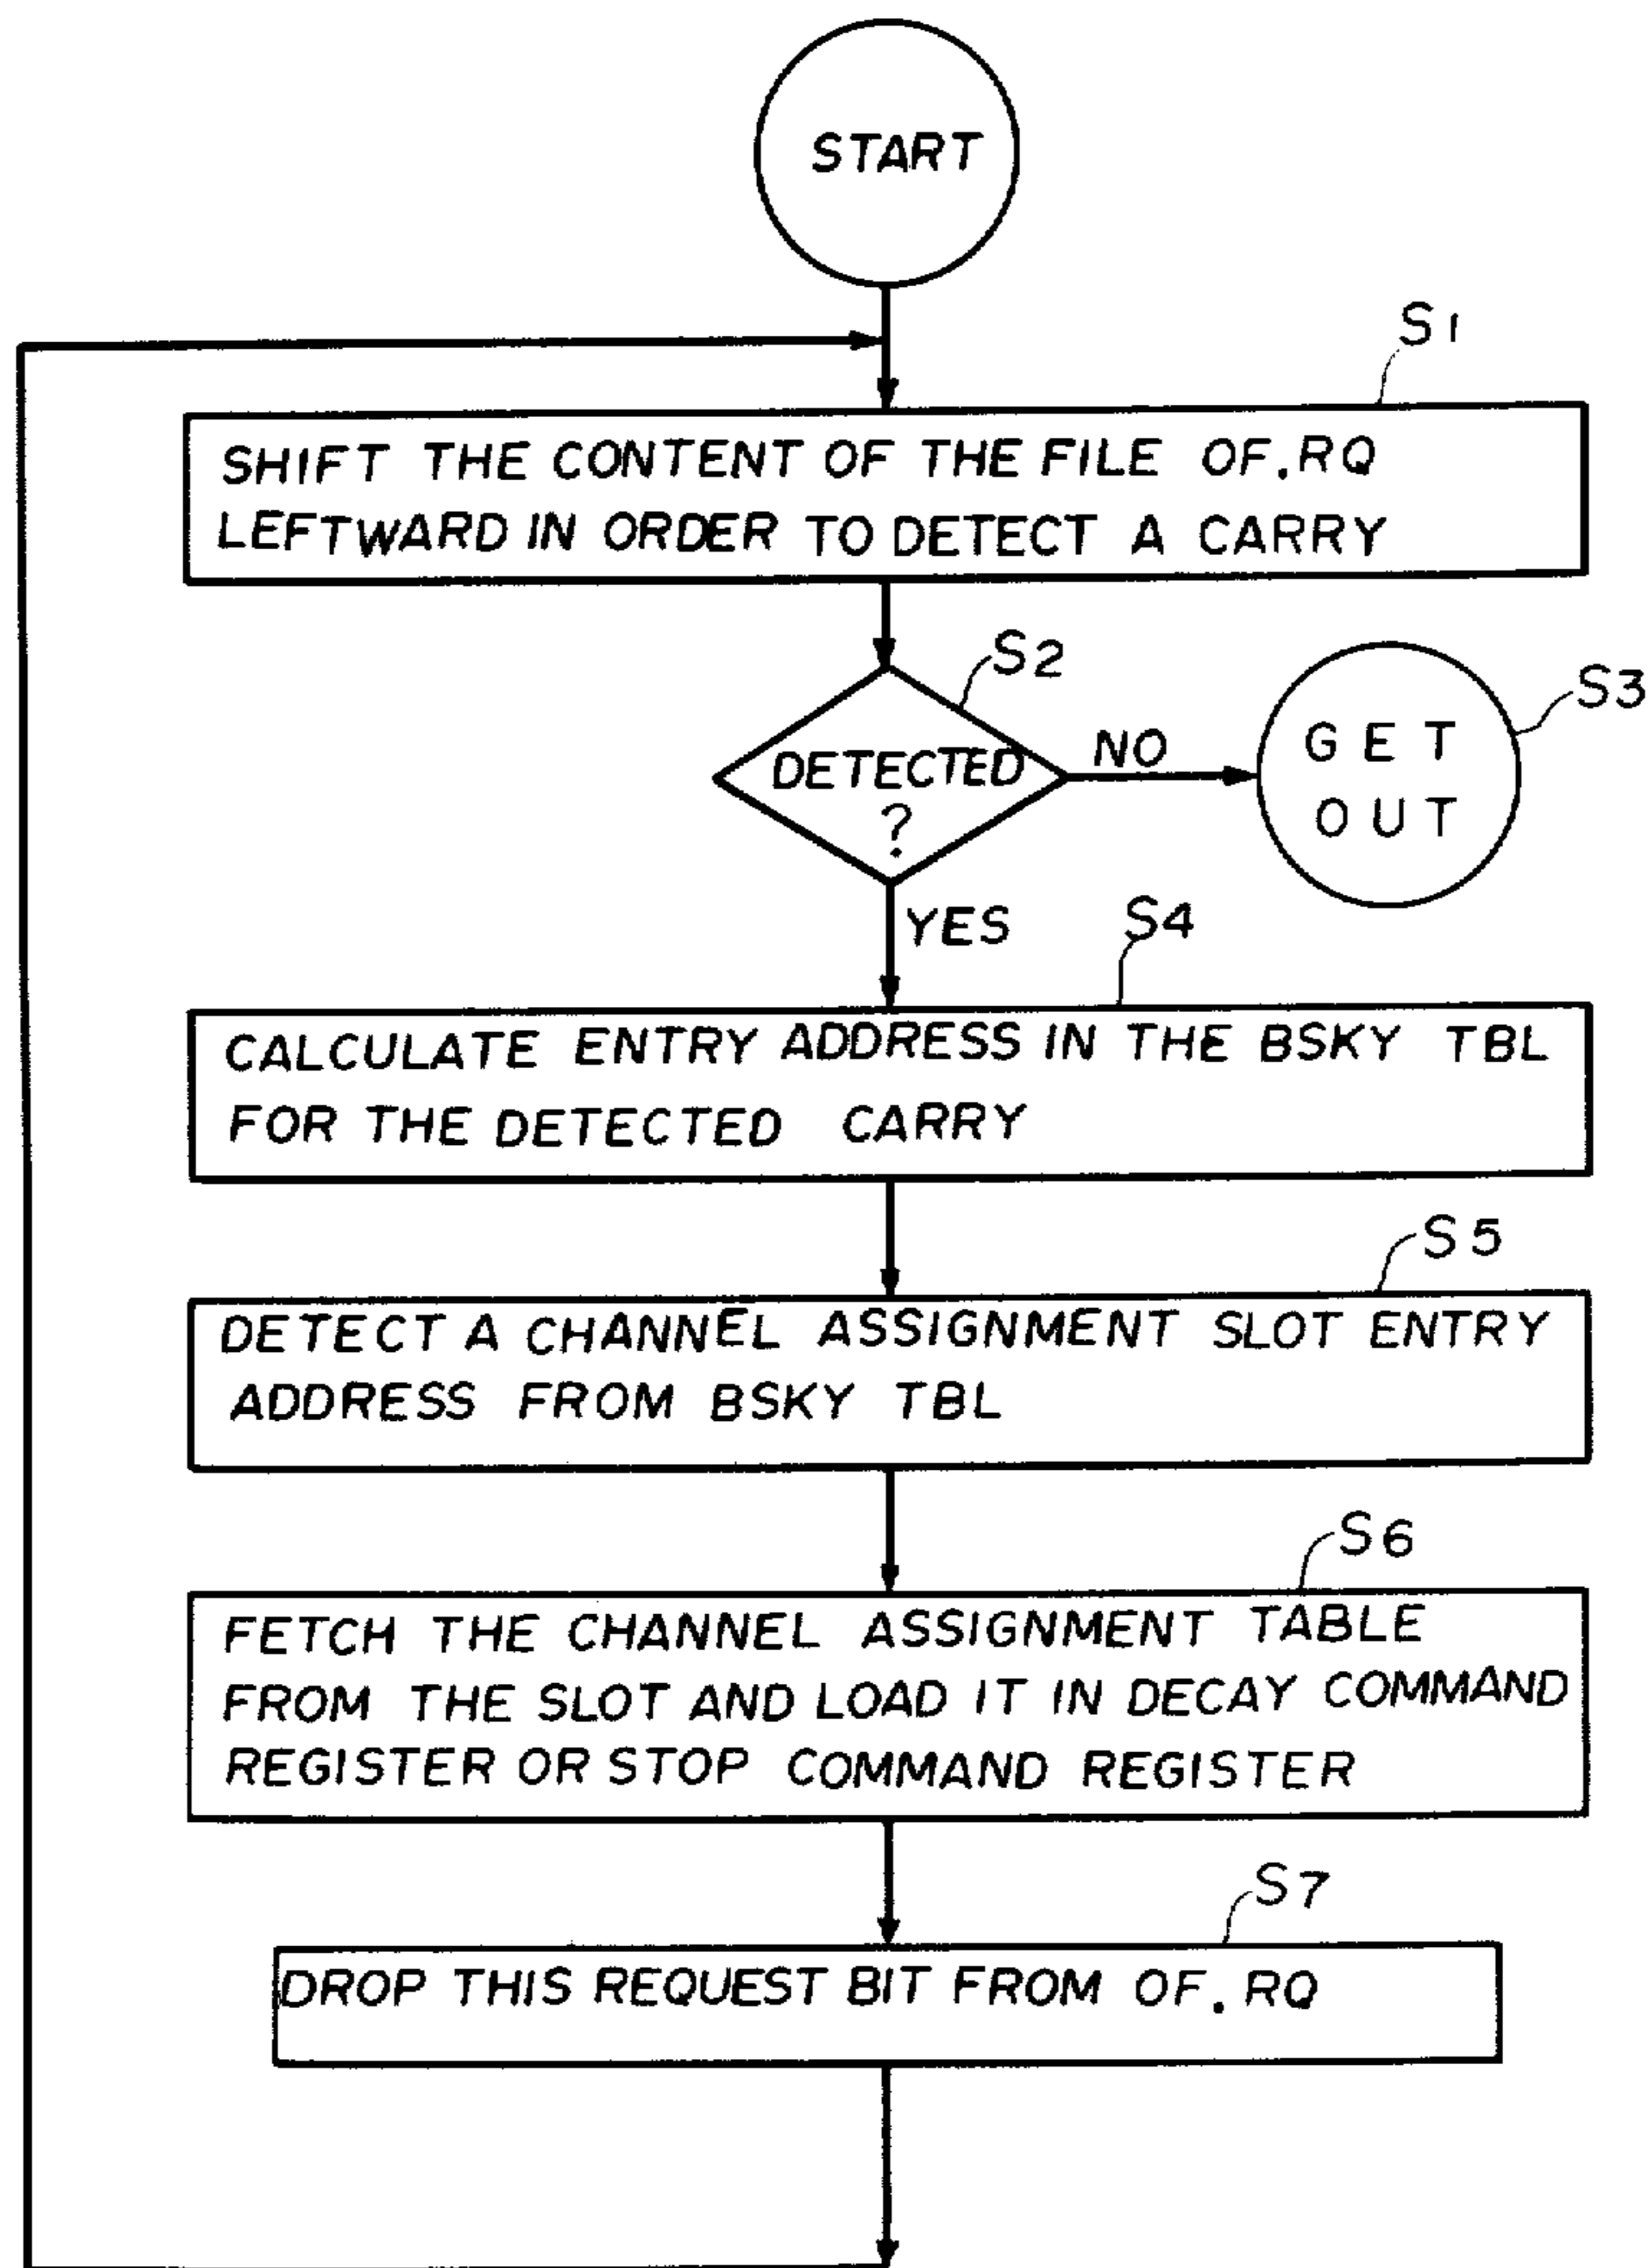 START
S1
SHIFT THE CONTENT OF THE FILE OF.RQ
LEFTWARD IN ORDER TO DETECT A CARRY
S2
DETECTED
?
NO
S3
GET
OUT
YES
S4
CALCULATE ENTRY ADDRESS IN THE BSKY TBL
FOR THE DETECTED CARRY
S5
DETECT A CHANNEL ASSIGNMENT SLOT ENTRY
ADDRESS FROM BSKY TBL
S6
FETCH THE CHANNEL ASSIGNMENT TABLE
FROM THE SLOT AND LOAD IT IN DECAY COMMAND
REGISTER OR STOP COMMAND REGISTER
S7
DROP THIS REQUEST BIT FROM OF.RQ